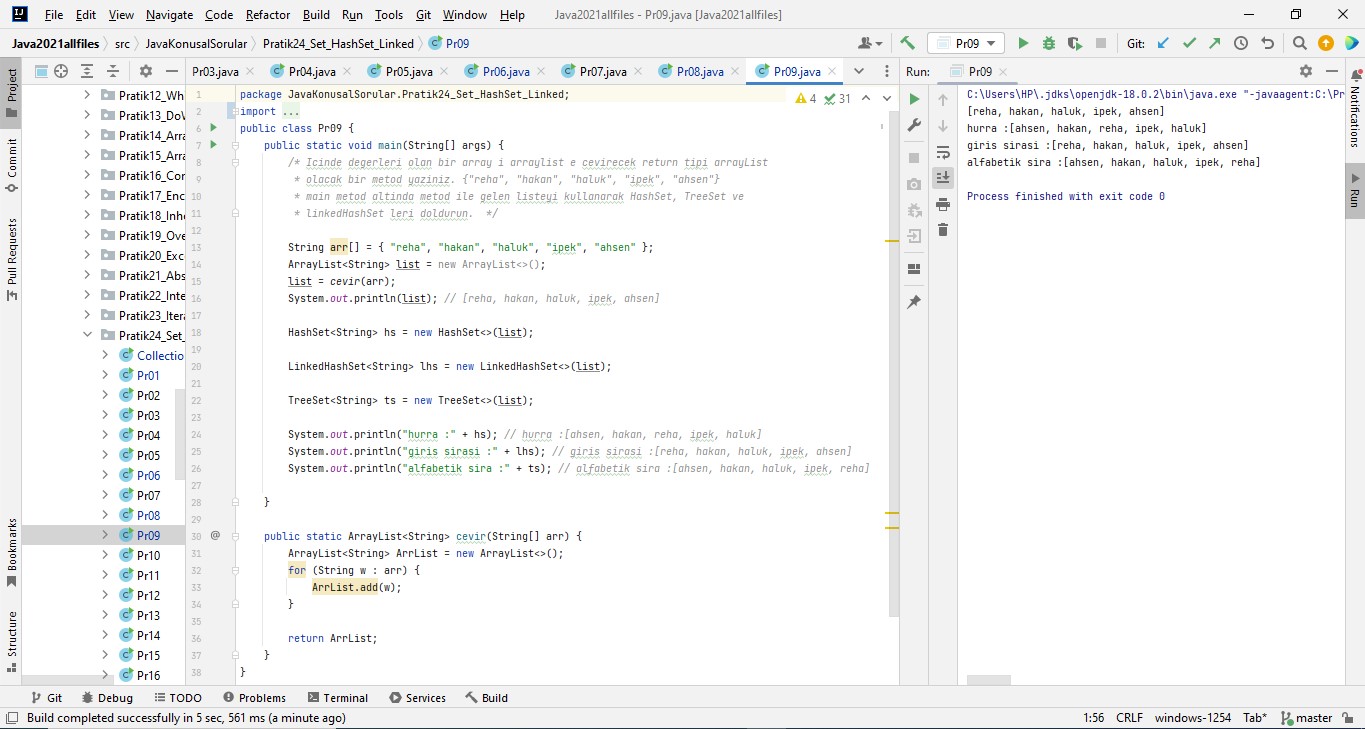 File Edit View Navigate Code Refactor Build Run Tools Git Window Help Java2021allfiles - Pr09.java [Java2021allfiles]
Java2021allfiles src JavaKonusalSorular Pratik24_Set_HashSet_Linked Pr09 Pr09 Git:
Project
Commit
Pull Requests
Bookmarks
Structure
Pratik12_Wh
Pratik13_DoV
Pratik14_Arra
Pratik15_Arra
Pratik16_Cor
Pratik17_Enc
Pratik18_Inhe
Pratik19_Ove
Pratik20_Exc
Pratik21_Abs
Pratik22_Inte
Pratik23_Itera
Pratik24_Set_
Collectio
Pr01
Pr02
Pr03
Pr04
Pr05
Pr06
Pr07
Pr08
Pr09
Pr10
Pr11
Pr12
Pr13
Pr14
Pr15
Pr16
Pr03.java Pr04.java Pr05.java Pr06.java Pr07.java Pr08.java Pr09.java
4 31
1 package JavaKonusalSorular.Pratik24_Set_HashSet_Linked;
2 import ...
6 public class Pr09 {
7 public static void main(String[] args) {
8 /* Icinde degerleri olan bir array i arraylist e cevirecek return tipi arrayList
9 * olacak bir metod yaziniz. {"reha", "hakan", "haluk", "ipek", "ahsen"}
10 * main metod altinda metod ile gelen listeyi kullanarak HashSet, TreeSet ve
11 * linkedHashSet leri doldurun. */
12
13 String arr[] = { "reha", "hakan", "haluk", "ipek", "ahsen" };
14 ArrayList<String> list = new ArrayList<>();
15 list = cevir(arr);
16 System.out.println(list); // [reha, hakan, haluk, ipek, ahsen]
17
18 HashSet<String> hs = new HashSet<>(list);
19
20 LinkedHashSet<String> lhs = new LinkedHashSet<>(list);
21
22 TreeSet<String> ts = new TreeSet<>(list);
23
24 System.out.println("hurra :" + hs); // hurra :[ahsen, hakan, reha, ipek, haluk]
25 System.out.println("giris sirasi :" + lhs); // giris sirasi :[reha, hakan, haluk, ipek, ahsen]
26 System.out.println("alfabetik sira :" + ts); // alfabetik sira :[ahsen, hakan, haluk, ipek, reha]
27
28 }
29
30 @ public static ArrayList<String> cevir(String[] arr) {
31 ArrayList<String> ArrList = new ArrayList<>();
32 for (String w : arr) {
33 ArrList.add(w);
34 }
35
36 return ArrList;
37 }
38 }
Run: Pr09
C:\Users\HP\.jdks\openjdk-18.0.2\bin\java.exe "-javaagent:C:\Pr
[reha, hakan, haluk, ipek, ahsen]
hurra :[ahsen, hakan, reha, ipek, haluk]
giris sirasi :[reha, hakan, haluk, ipek, ahsen]
alfabetik sira :[ahsen, hakan, haluk, ipek, reha]
Process finished with exit code 0
Notifications
Run
Git Debug TODO Problems Terminal Services Build
Build completed successfully in 5 sec, 561 ms (a minute ago) 1:56 CRLF windows-1254 Tab* master